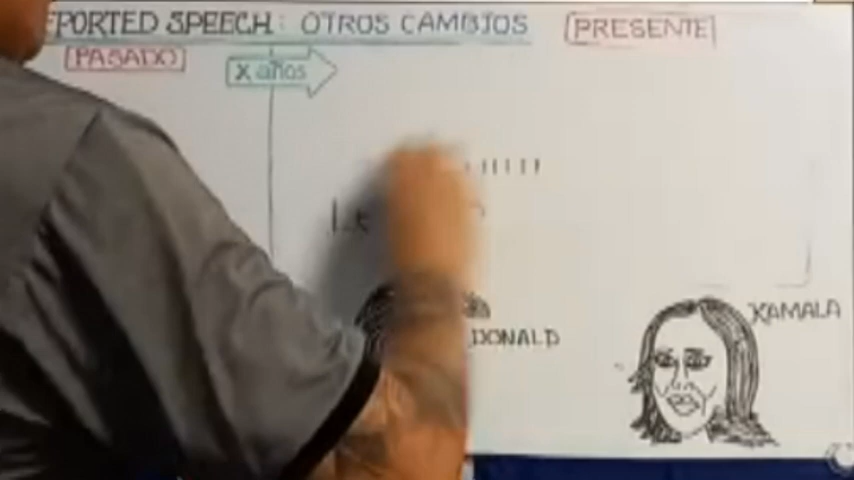 PORTED SPEECH: OTROS CAMBIOS
PRESENTE
PASADO
X años
DONALD
KAMALA